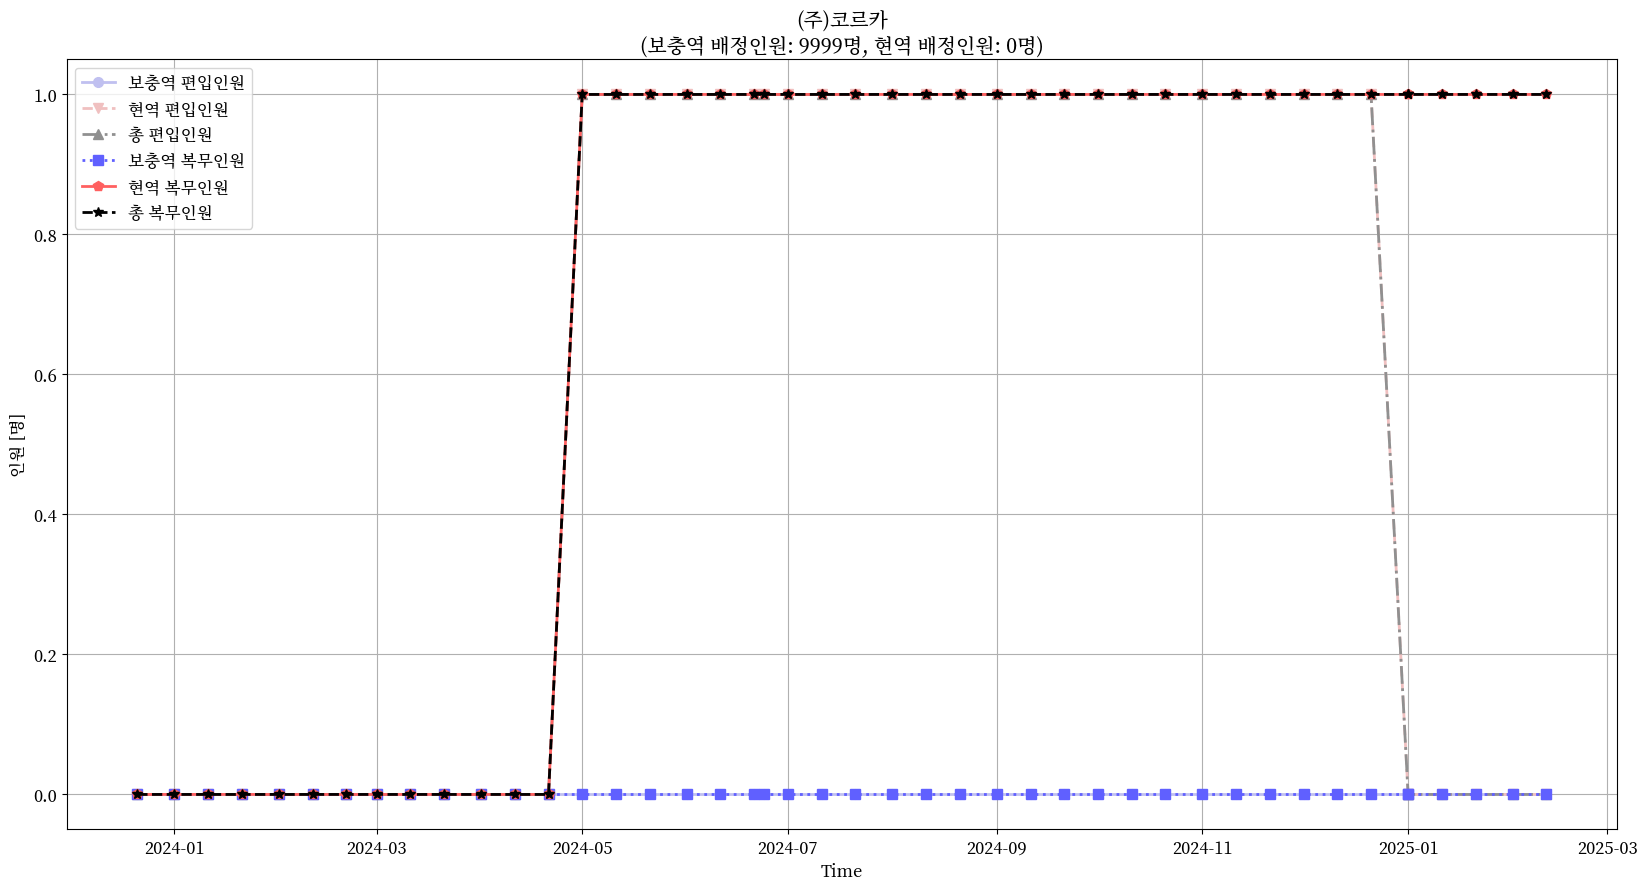 (주)코르카
(보충역 배정인원: 9999명, 현역 배정인원: 0명)
보충역 편입인원
현역 편입인원
총 편입인원
보충역 복무인원
현역 복무인원
총 복무인원
1.0
0.8
0.6
0.4
0.2
0.0
인원 [명]
2024-01
2024-03
2024-05
2024-07
2024-09
2024-11
2025-01
2025-03
Time